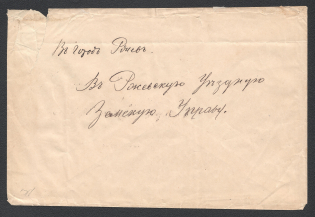 Въ городъ Ржевъ.
Въ Ржевскую Уѣздную
Земскую Управу.